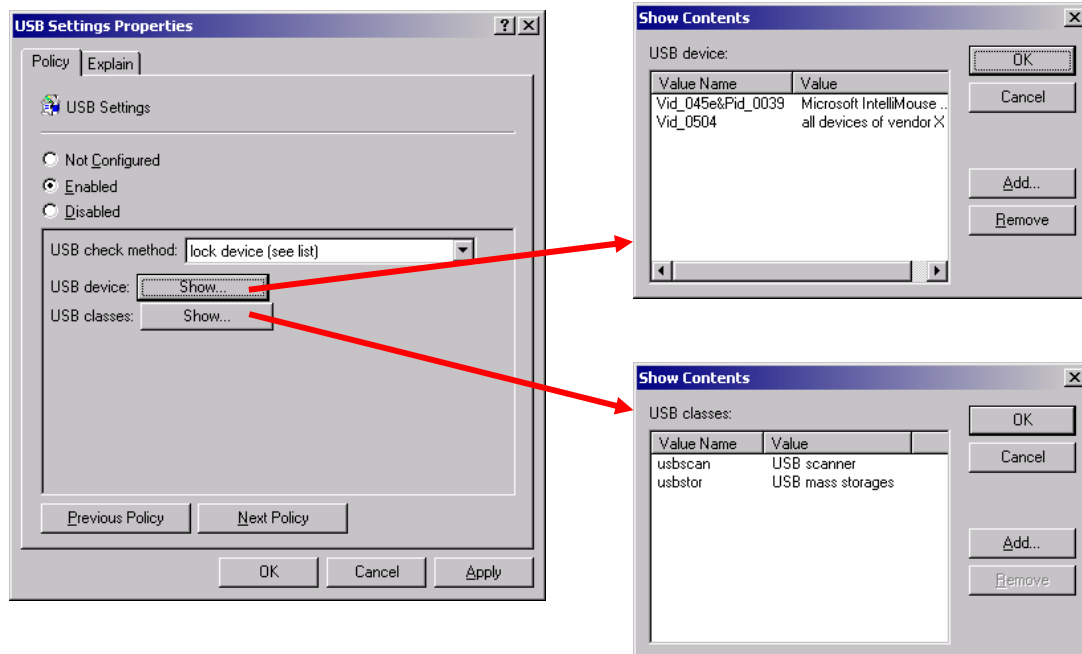 USB Settings Properties
Policy
Explain
USB Settings
Not Configured
Enabled
Disabled
USB check method: lock device (see list)
USB device: Show...
USB classes: Show...
Previous Policy
Next Policy
OK
Cancel
Apply
Show Contents
USB device:
OK
Cancel
Value Name Value
Vid_045e&Pid_0039 Microsoft IntelliMouse ..
Vid_0504 all devices of vendor X
Add...
Remove
Show Contents
USB classes:
OK
Cancel
Value Name Value
usbscan USB scanner
usbstor USB mass storages
Add...
Remove